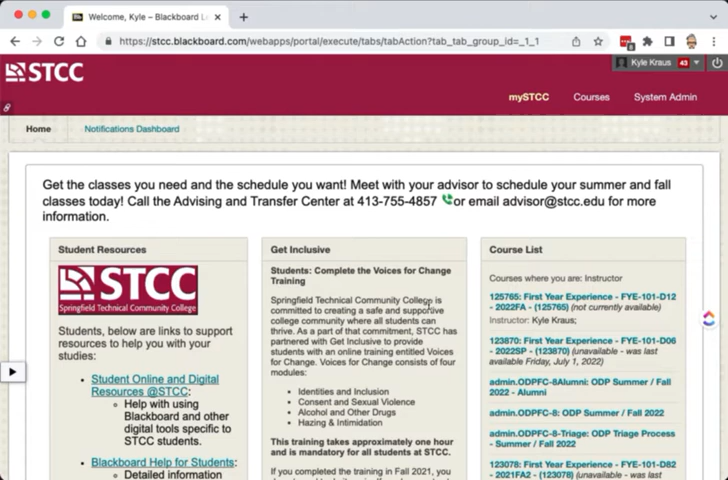 Welcome, Kyle – Blackboard L
https://stcc.blackboard.com/webapps/portal/execute/tabs/tabAction?tab_tab_group_id=_1_1
STCC
Kyle Kraus 43
mySTCC Courses System Admin
Home Notifications Dashboard
Get the classes you need and the schedule you want! Meet with your advisor to schedule your summer and fall
classes today! Call the Advising and Transfer Center at 413-755-4857 or email advisor@stcc.edu for more
information.
Student Resources
STCC
Springfield Technical Community College
Students, below are links to support
resources to help you with your
studies:
• Student Online and Digital
Resources @STCC:
Help with using
Blackboard and other
digital tools specific to
STCC students.
• Blackboard Help for Students:
Detailed information
Get Inclusive
Students: Complete the Voices for Change
Training
Springfield Technical Community College is
committed to creating a safe and supportive
college community where all students can
thrive. As a part of that commitment, STCC has
partnered with Get Inclusive to provide
students with an online training entitled Voices
for Change. Voices for Change consists of four
modules:
• Identities and Inclusion
• Consent and Sexual Violence
• Alcohol and Other Drugs
• Hazing & Intimidation
This training takes approximately one hour
and is mandatory for all students at STCC.
If you completed the training in Fall 2021, you
Course List
Courses where you are: Instructor
125765: First Year Experience - FYE-101-D12
- 2022FA - (125765) (not currently available)
Instructor: Kyle Kraus;
123870: First Year Experience - FYE-101-D06
- 2022SP - (123870) (unavailable - was last
available Friday, July 1, 2022)
admin.ODPFC-8Alumni: ODP Summer / Fall
2022 - Alumni
admin.ODPFC-8: ODP Summer / Fall 2022
admin.ODPFC-8-Triage: ODP Triage Process
- Summer / Fall 2022
123078: First Year Experience - FYE-101-D82
- 2021FA2 - (123078) (unavailable - was